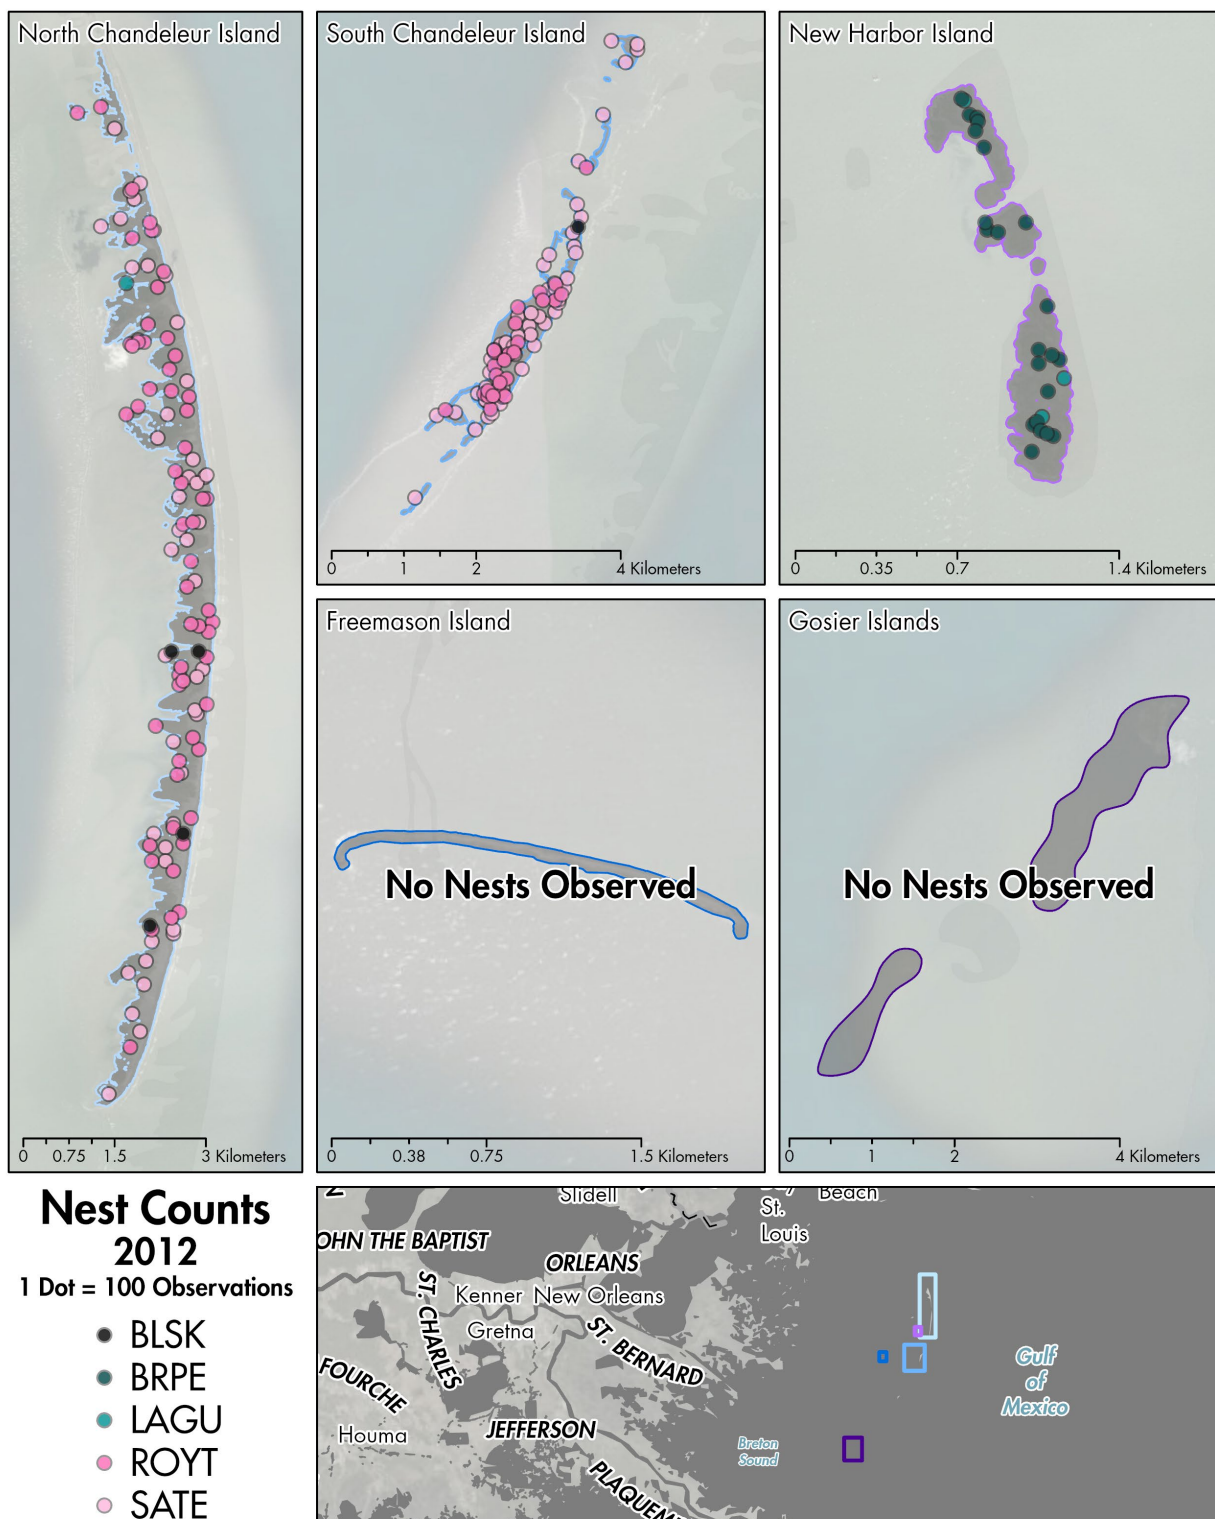 North Chandeleur Island
0 0.75 1.5 3 Kilometers
South Chandeleur Island
0 1 2 4 Kilometers
New Harbor Island
0 0.35 0.7 1.4 Kilometers
Freemason Island
No Nests Observed
0 0.38 0.75 1.5 Kilometers
Gosier Islands
No Nests Observed
0 1 2 4 Kilometers
Nest Counts
2012
1 Dot = 100 Observations
BLSK
BRPE
LAGU
ROYT
SATE
Slidell
St.
Louis
Beach
OHN THE BAPTIST
ORLEANS
ST. CHARLES
Kenner
New Orleans
Gretna
ST. BERNARD
FOURCHE
Houma
JEFFERSON
PLAQUEM
Breton
Sound
Gulf
of
Mexico